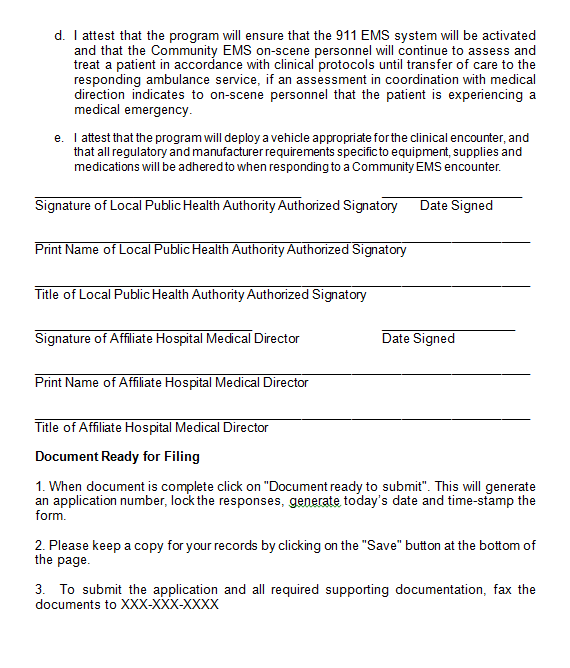 d. I attest that the program will ensure that the 911 EMS system will be activated
and that the Community EMS on-scene personnel will continue to assess and
treat a patient in accordance with clinical protocols until transfer of care to the
responding ambulance service, if an assessment in coordination with medical
direction indicates to on-scene personnel that the patient is experiencing a
medical emergency.
e. I attest that the program will deploy a vehicle appropriate for the clinical encounter, and
that all regulatory and manufacturer requirements specific to equipment, supplies and
medications will be adhered to when responding to a Community EMS encounter.
Signature of Local Public Health Authority Authorized Signatory Date Signed
Print Name of Local Public Health Authority Authorized Signatory
Title of Local Public Health Authority Authorized Signatory
Signature of Affiliate Hospital Medical Director Date Signed
Print Name of Affiliate Hospital Medical Director
Title of Affiliate Hospital Medical Director
Document Ready for Filing
1. When document is complete click on "Document ready to submit". This will generate
an application number, lock the responses, generate today's date and time-stamp the
form.
2. Please keep a copy for your records by clicking on the "Save" button at the bottom of
the page.
3. To submit the application and all required supporting documentation, fax the
documents to XXX-XXX-XXXX